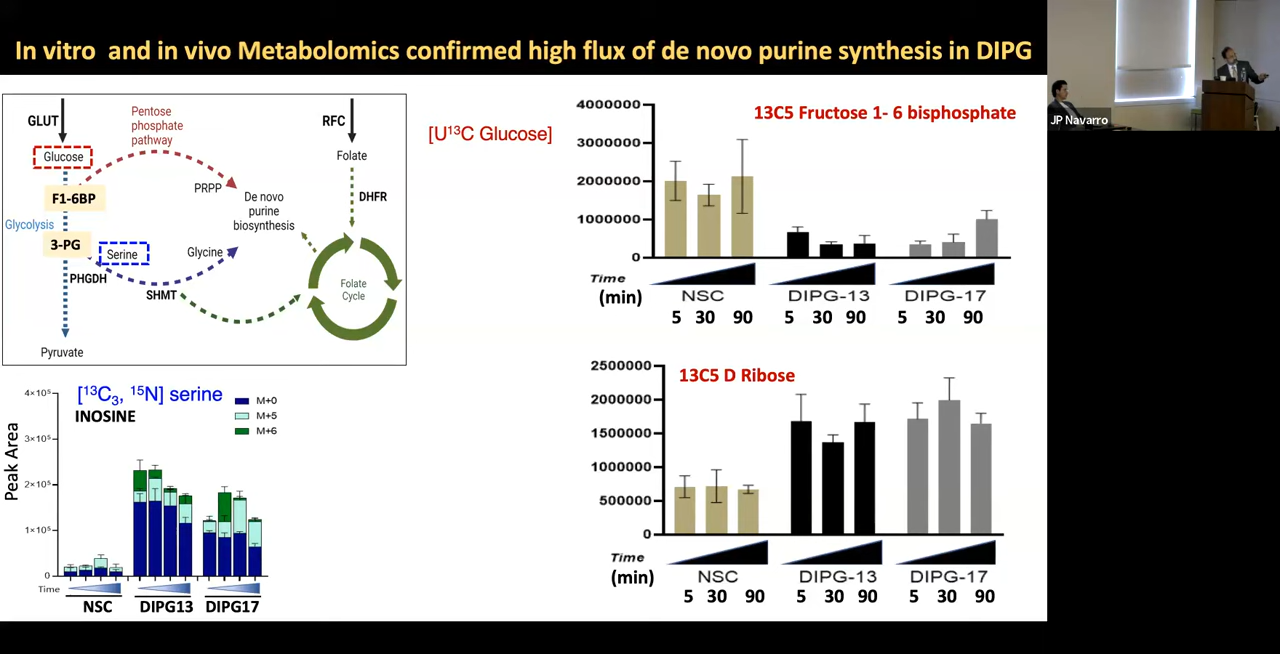 In vitro and in vivo Metabolomics confirmed high flux of de novo purine synthesis in DIPG
JP Navarro
GLUT
Glucose
F1-6BP
Glycolysis
3-PG
Serine
PHGDH
SHMT
Pyruvate
Pentose
phosphate
pathway
PRPP
De novo
purine
biosynthesis
Glycine
RFC
Folate
DHFR
Folate
Cycle
[U¹³C Glucose]
13C5 Fructose 1- 6 bisphosphate
4000000
3000000
2000000
1000000
0
Time
(min)
NSC DIPG-13 DIPG-17
5 30 90 5 30 90 5 30 90
[¹³C₃, ¹⁵N] serine
INOSINE
M+0
M+5
M+6
Peak Area
4×10⁵
3×10⁵
2×10⁵
1×10⁵
0
Time
NSC DIPG13 DIPG17
13C5 D Ribose
2500000
2000000
1500000
1000000
500000
0
Time
(min)
NSC DIPG-13 DIPG-17
5 30 90 5 30 90 5 30 90